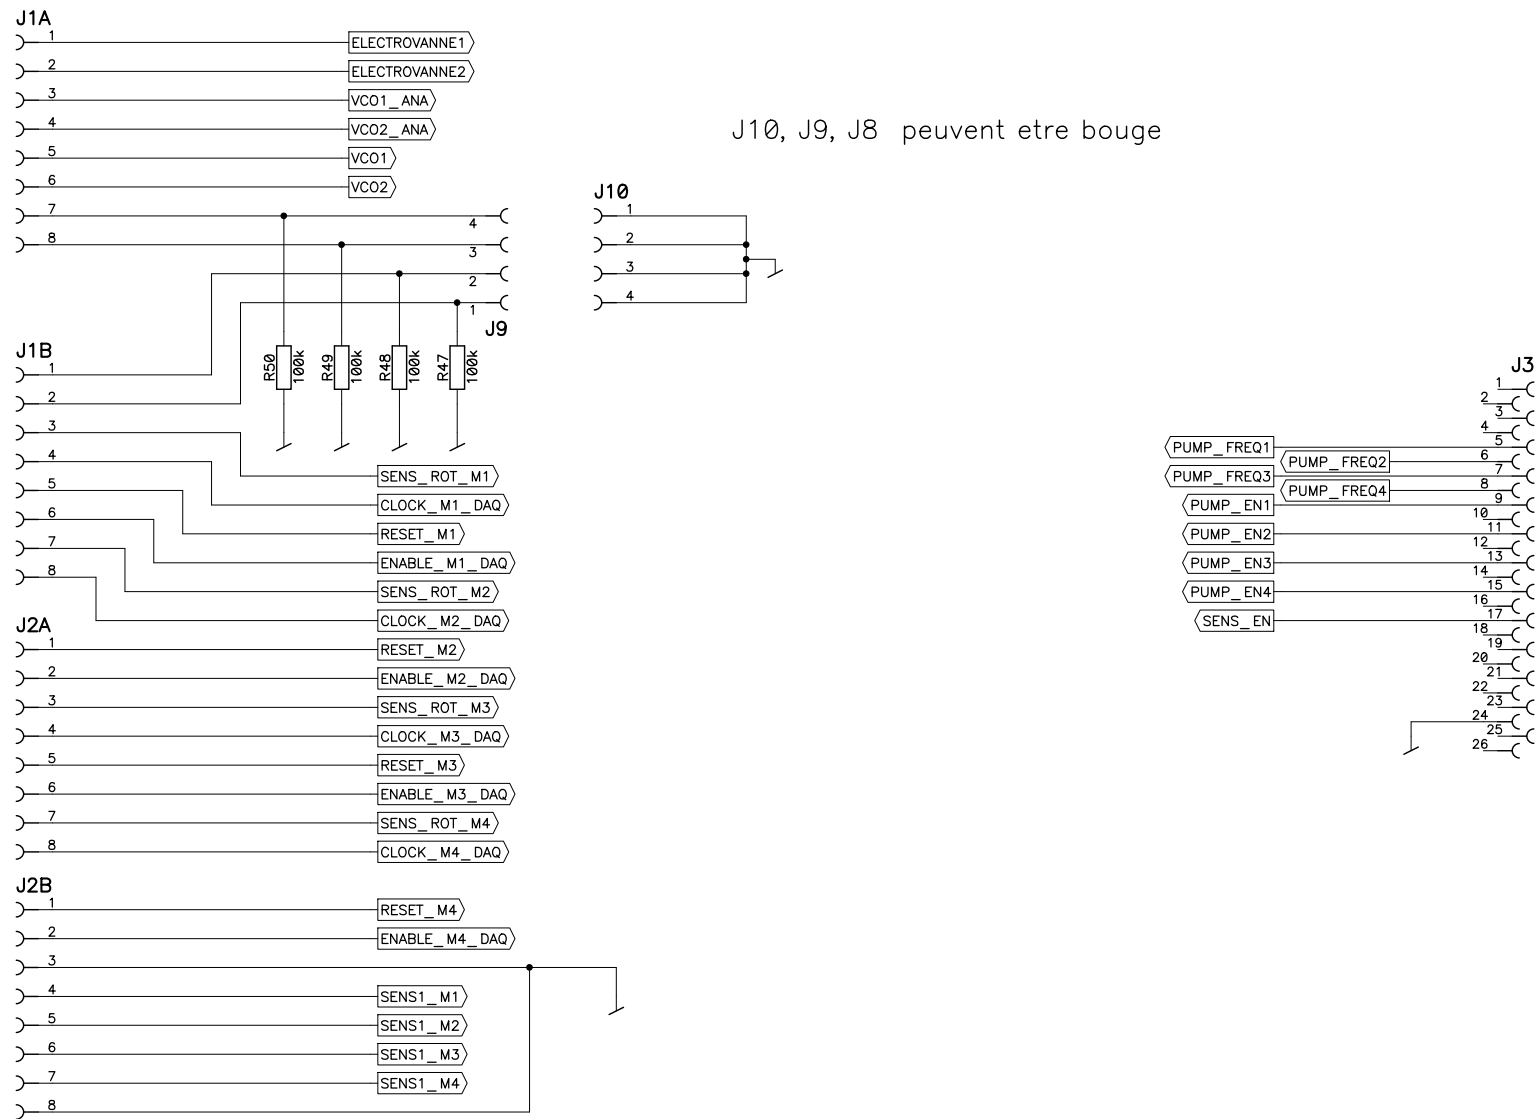 J1A
1 ELECTROVANNE1
2 ELECTROVANNE2
3 VCO1_ANA
4 VCO2_ANA
5 VCO1
6 VCO2
7
8
J10, J9, J8 peuvent etre bouge
4
3
2
1
J9
J10
1
2
3
4
R50 100k
R49 100k
R48 100k
R47 100k
J1B
1
2
3 SENS_ROT_M1
4 CLOCK_M1_DAQ
5 RESET_M1
6 ENABLE_M1_DAQ
7 SENS_ROT_M2
8 CLOCK_M2_DAQ
J2A
1 RESET_M2
2 ENABLE_M2_DAQ
3 SENS_ROT_M3
4 CLOCK_M3_DAQ
5 RESET_M3
6 ENABLE_M3_DAQ
7 SENS_ROT_M4
8 CLOCK_M4_DAQ
J2B
1 RESET_M4
2 ENABLE_M4_DAQ
3
4 SENS1_M1
5 SENS1_M2
6 SENS1_M3
7 SENS1_M4
8
J3
1
2
3
4
PUMP_FREQ1 5
PUMP_FREQ2 6
PUMP_FREQ3 7
PUMP_FREQ4 8
PUMP_EN1 9
10
PUMP_EN2 11
12
PUMP_EN3 13
14
PUMP_EN4 15
16
SENS_EN 17
18
19
20
21
22
23
24
25
26